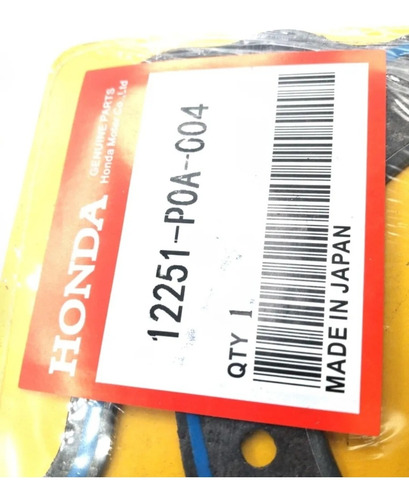 HONDA
GENUINE PARTS
Honda Motor Co., Ltd
12251-P0A-004
QTY 1
MADE IN JAPAN